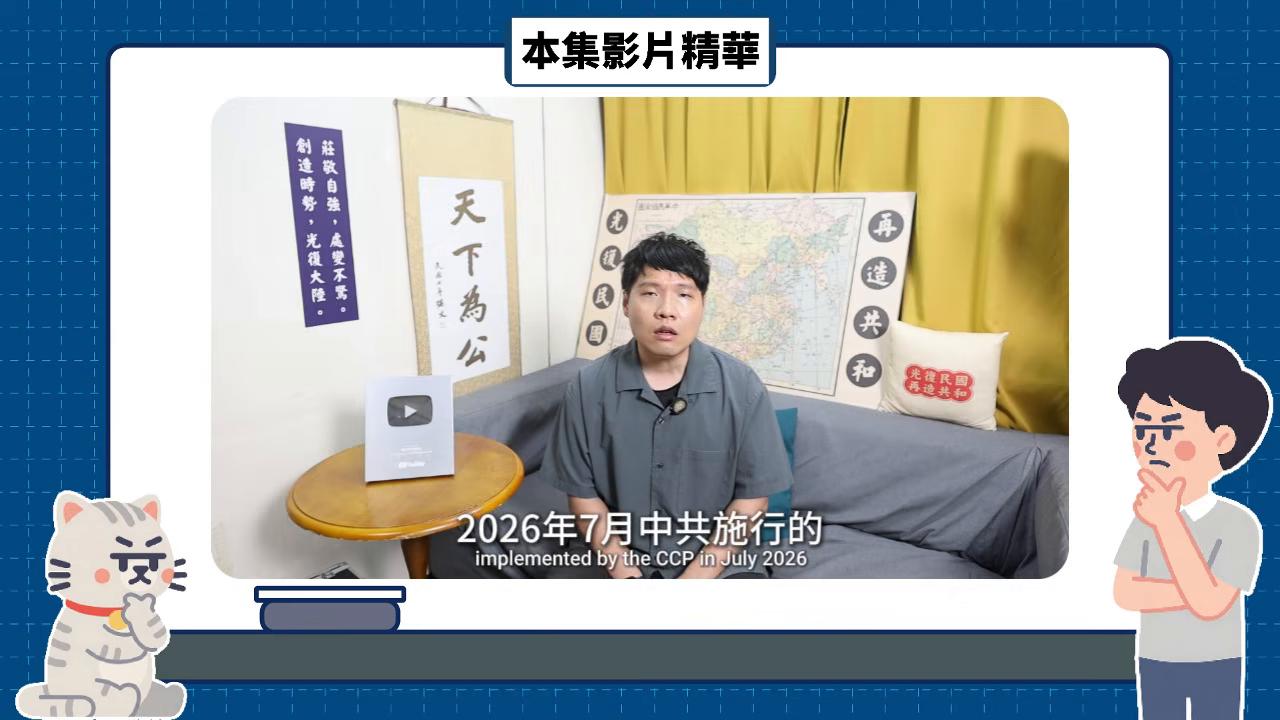 本集影片精華
莊敬自強，處變不驚。
創造時勢，光復大陸。
天下為公
光復民國
再造共和
光復民國
再造共和
2026年7月中共施行的
implemented by the CCP in July 2026